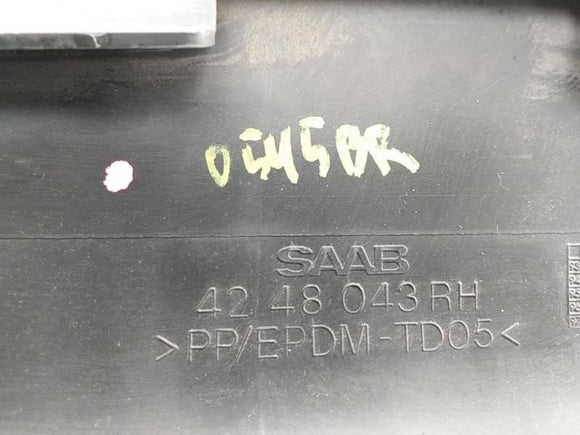 SAAB
42 48 043 RH
>PP/EPDM-TD05<